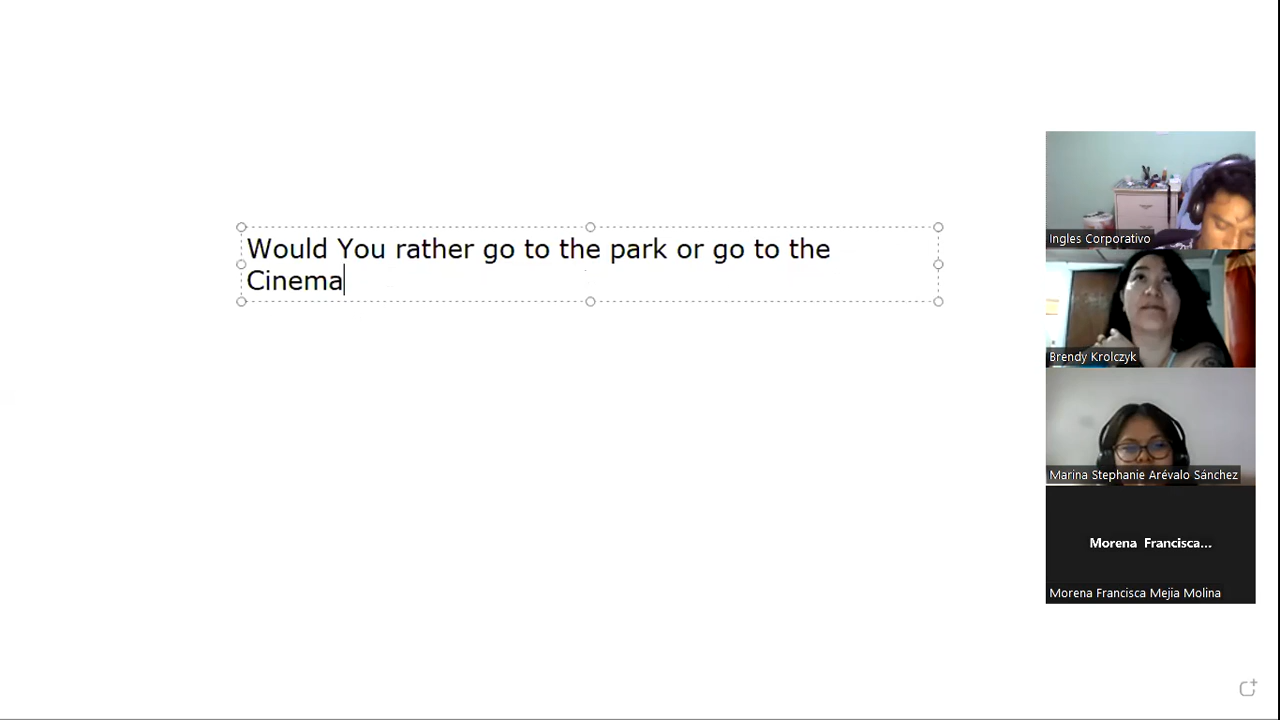 Would You rather go to the park or go to the
Cinema
Ingles Corporativo
Brendy Krolczyk
Marina Stephanie Arévalo Sánchez
Morena Francisca...
Morena Francisca Mejia Molina